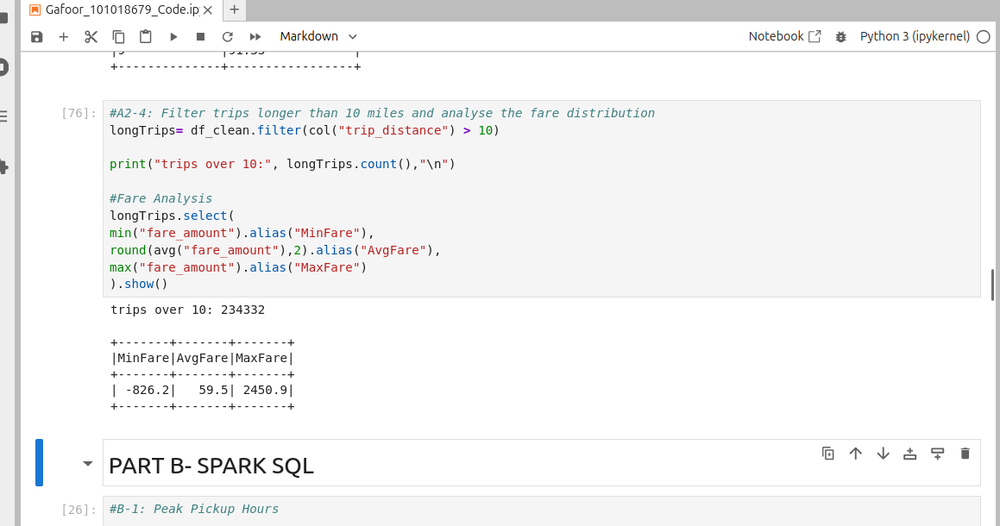 Gafoor_101018679_Code.ip
Markdown
Notebook
Python 3 (ipykernel)
+--------------+-----------------+
[76]:
#A2-4: Filter trips longer than 10 miles and analyse the fare distribution
longTrips= df_clean.filter(col("trip_distance") > 10)
print("trips over 10:", longTrips.count(),"\n")
#Fare Analysis
longTrips.select(
min("fare_amount").alias("MinFare"),
round(avg("fare_amount"),2).alias("AvgFare"),
max("fare_amount").alias("MaxFare")
).show()
trips over 10: 234332
+-------+-------+-------+
|MinFare|AvgFare|MaxFare|
+-------+-------+-------+
| -826.2|   59.5| 2450.9|
+-------+-------+-------+
PART B- SPARK SQL
[26]:
#B-1: Peak Pickup Hours